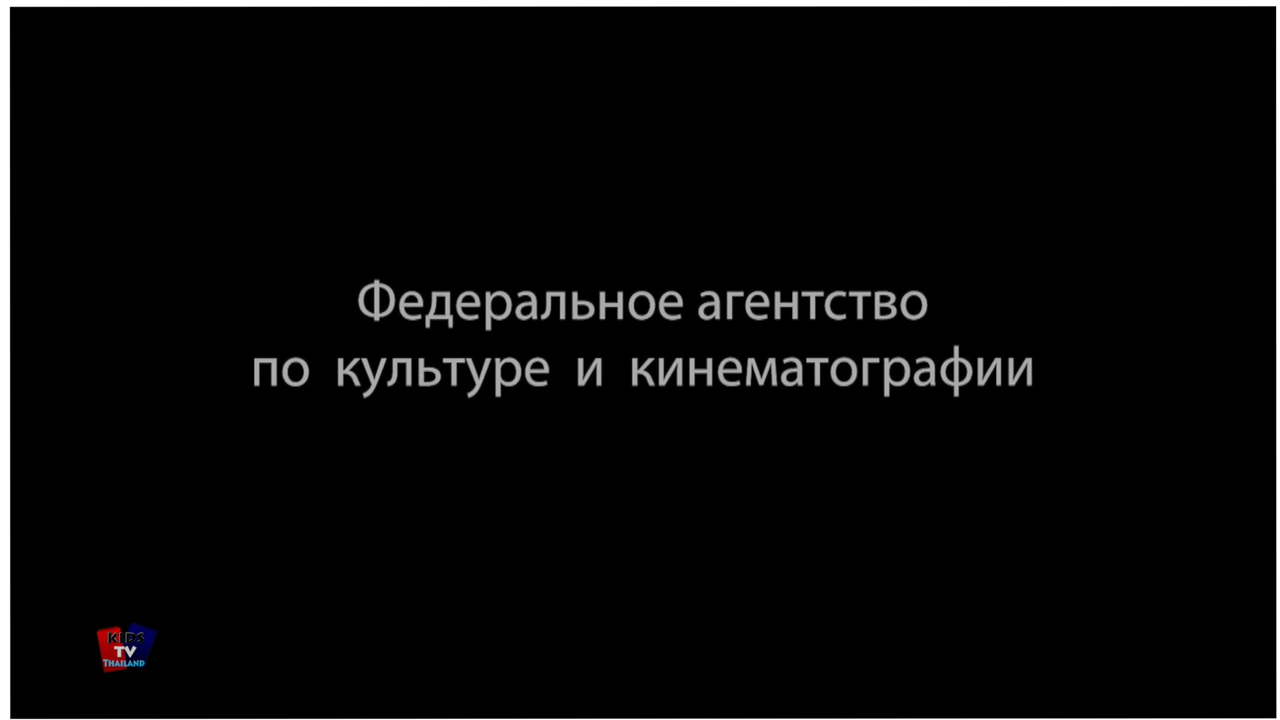 Федеральное агентство
по культуре и кинематографии
KIDS
TV
THAILAND